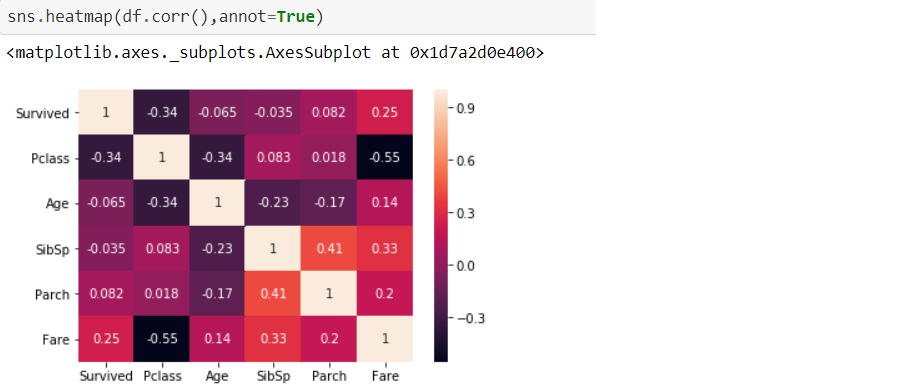 sns.heatmap(df.corr(),annot=True)
<matplotlib.axes._subplots.AxesSubplot at 0x1d7a2d0e400>
Survived 1 -0.34 -0.065 -0.035 0.082 0.25 0.9
Pclass -0.34 1 -0.34 0.083 0.018 -0.55 0.6
Age -0.065 -0.34 1 -0.23 -0.17 0.14 0.3
SibSp -0.035 0.083 -0.23 1 0.41 0.33 0.0
Parch 0.082 0.018 -0.17 0.41 1 0.2 −0.3
Fare 0.25 -0.55 0.14 0.33 0.2 1
Survived Pclass Age SibSp Parch Fare